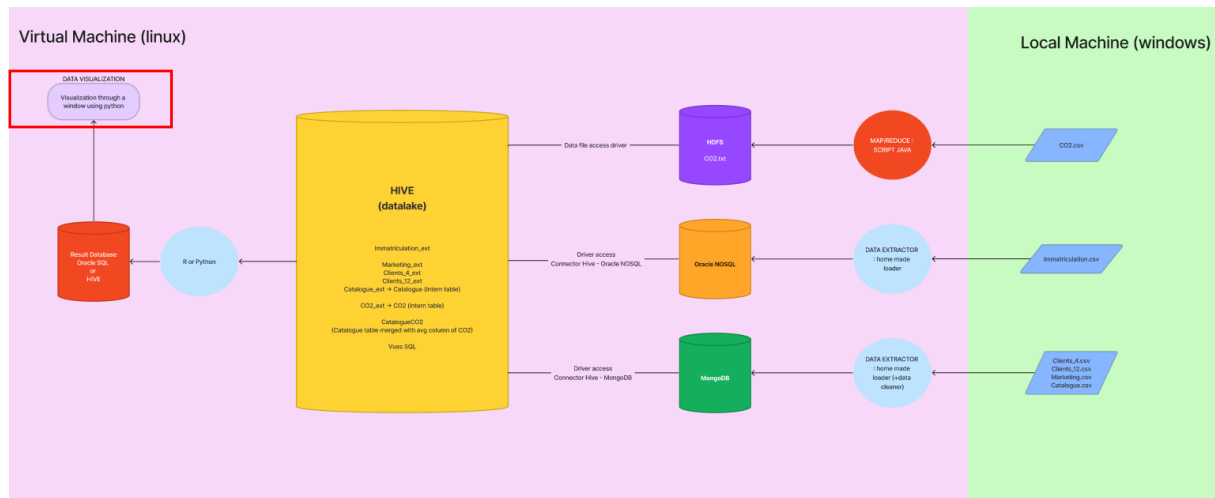 Virtual Machine (linux)
Local Machine (windows)
DATA VISUALIZATION
Visualization through a
window using python
Result Database
Oracle SQL
or
HIVE
R or Python
HIVE
(datalake)
Immatriculation_ext
Marketing_ext
Clients_4_ext
Clients_12_ext
Catalogue_ext → Catalogue (intern table)
CO2_ext → CO2 (intern table)
CatalogueCO2
(Catalogue table merged with avg column of CO2)
Vues SQL
Data file access driver
HDFS
CO2.txt
MAP/REDUCE :
SCRIPT JAVA
CO2.csv
Driver access
Connector Hive - Oracle NOSQL
Oracle NOSQL
DATA EXTRACTOR
: home made
loader
Immatriculation.csv
Driver access
Connector Hive - MongoDB
MongoDB
DATA EXTRACTOR
: home made
loader (+data
cleaner)
Clients_4.csv
Clients_12.csv
Marketing.csv
Catalogue.csv